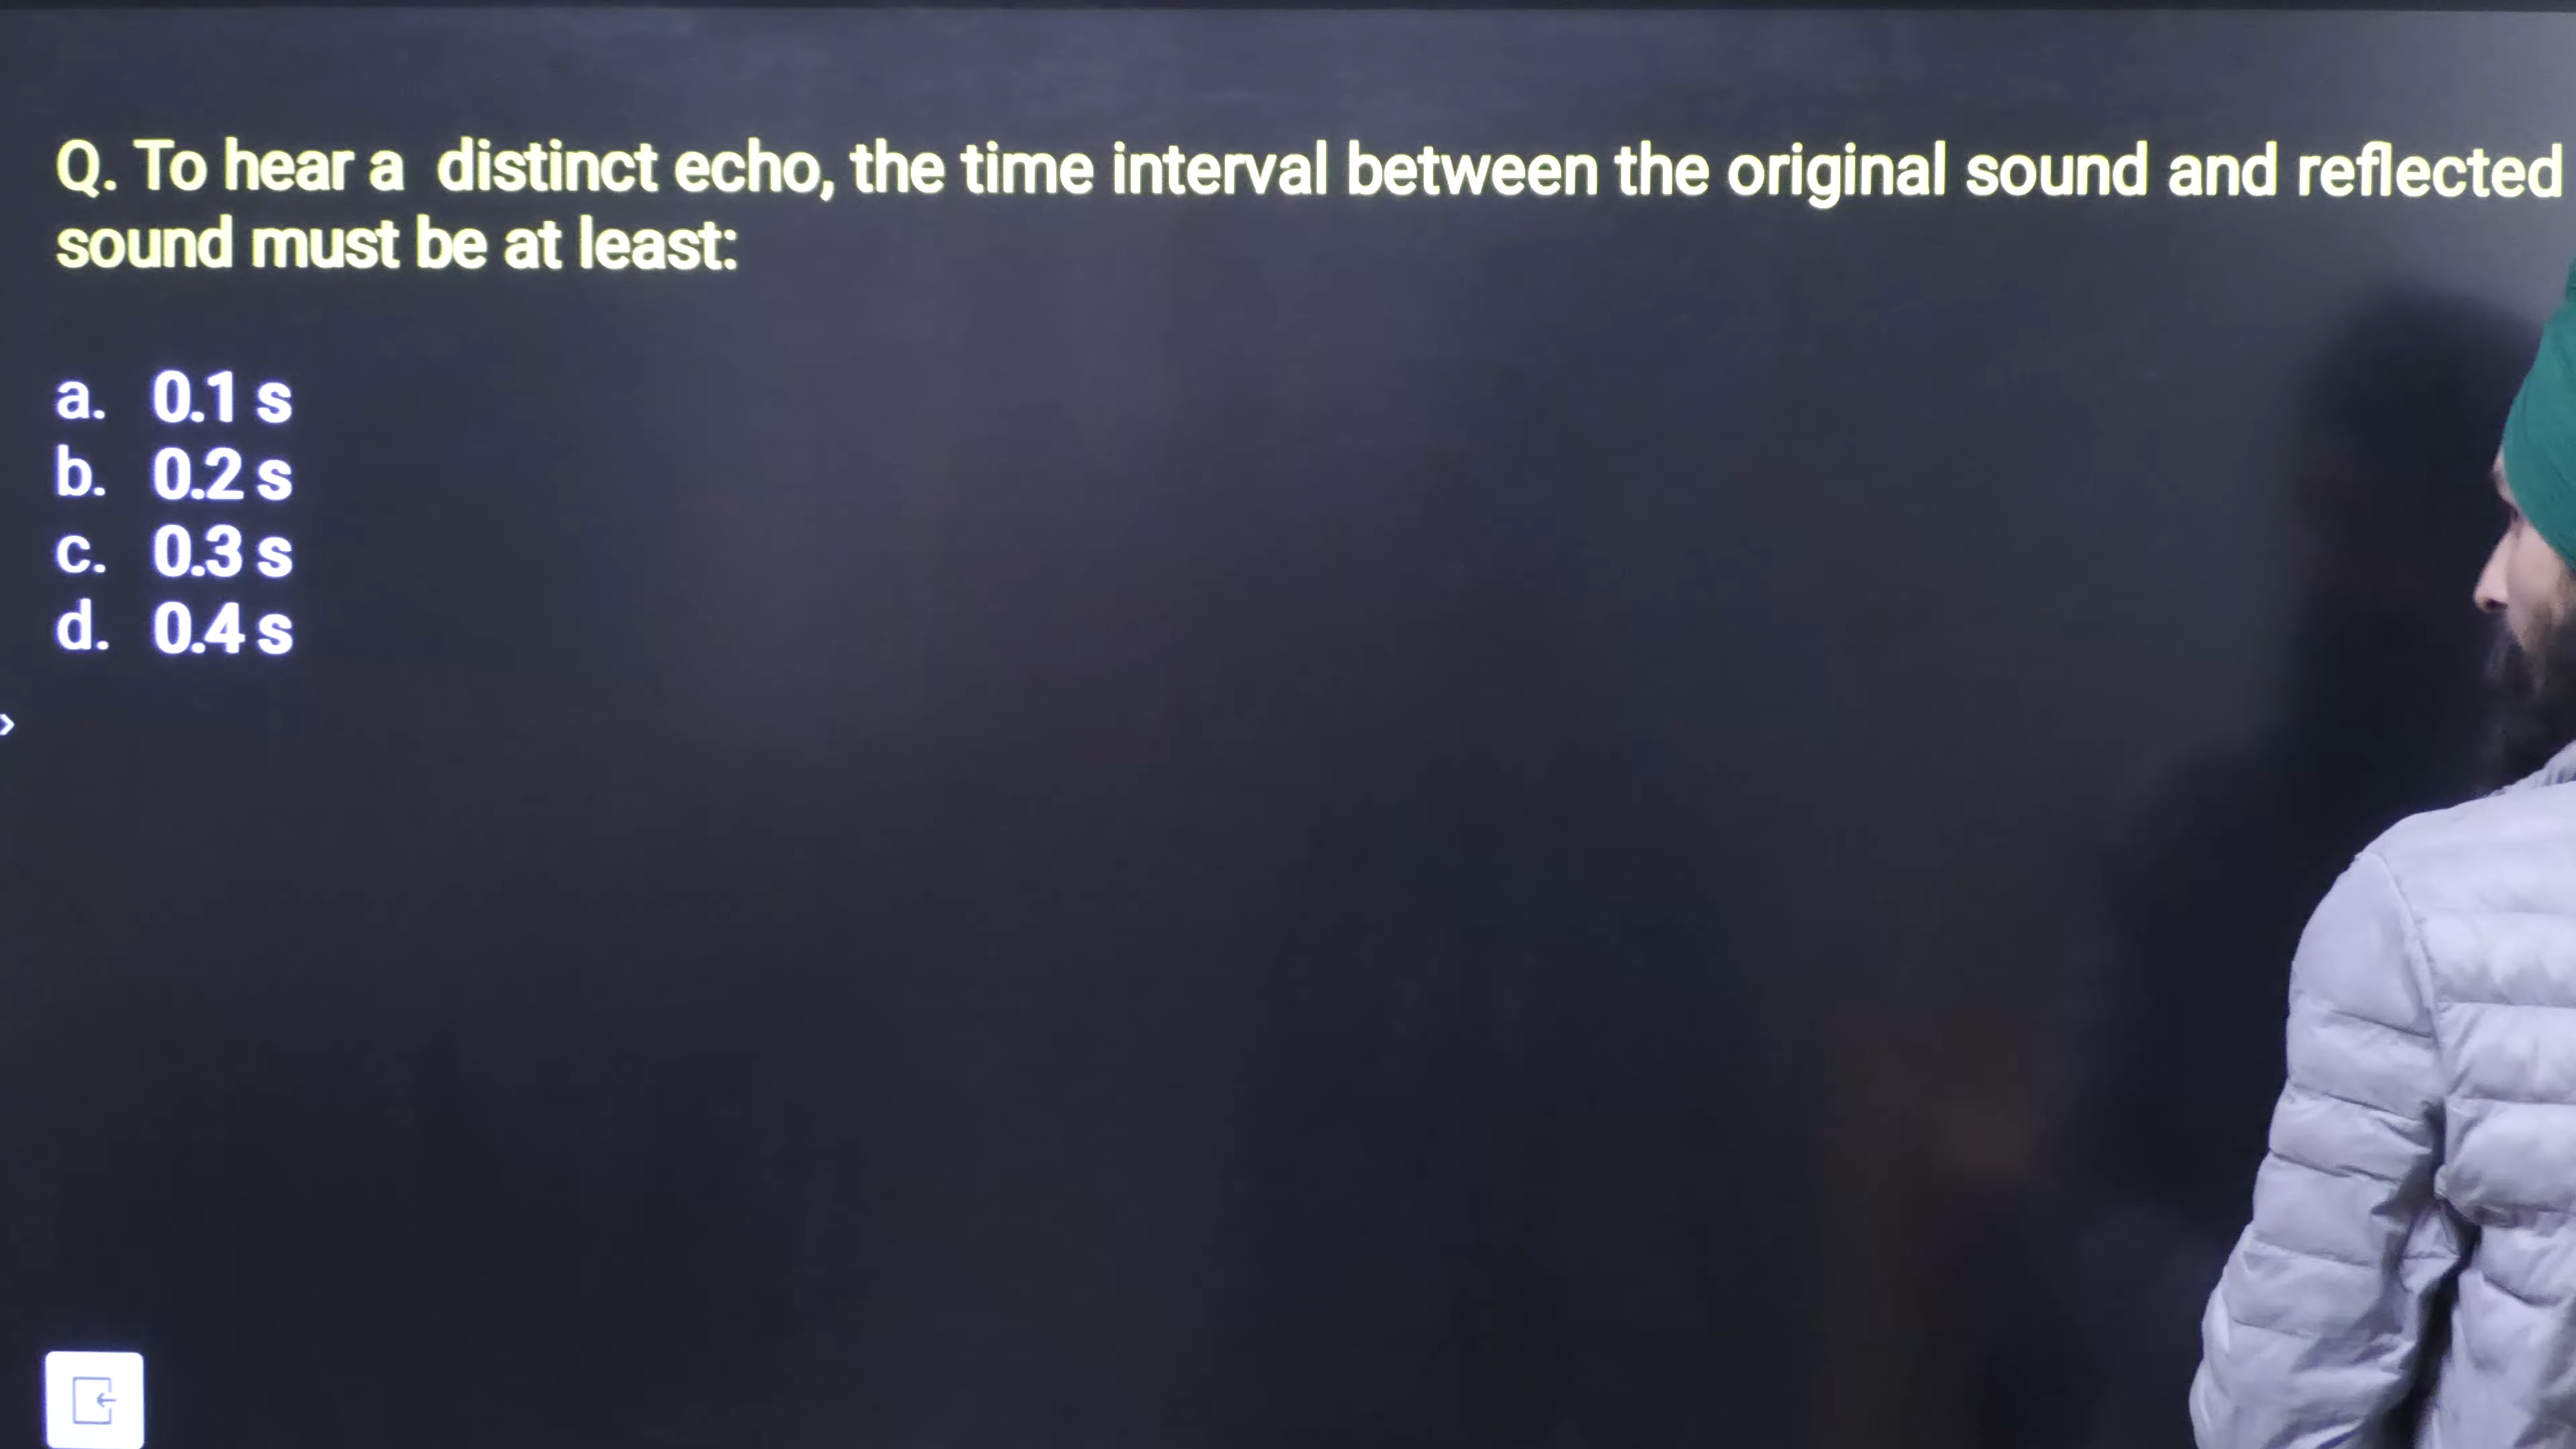 Q. To hear a distinct echo, the time interval between the original sound and reflected
sound must be at least:
a. 0.1 s
b. 0.2 s
c. 0.3 s
d. 0.4 s